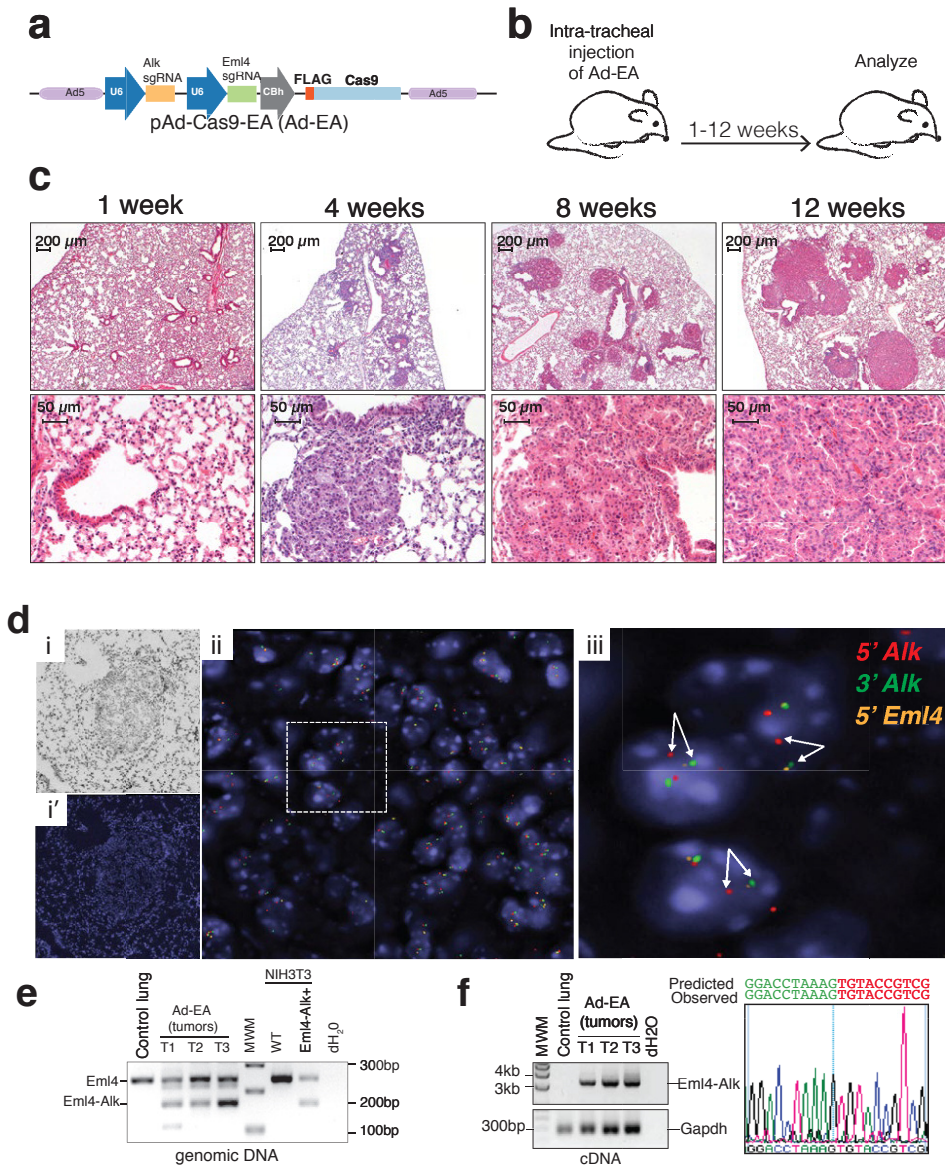 a
Alk
sgRNA
Eml4
sgHNA
FLAG Cas9
Ad5 U6 U6 CBh Ad5
pAd-Cas9-EA (Ad-EA)
b
Intra-tracheal
injection
of Ad-EA
Analyze
1-12 weeks
c
1 week 4 weeks 8 weeks 12 weeks
200 µm 200 µm 200 µm 200 µm
50 µm 50 µm 50 µm 50 µm
d
i ii iii
i'
5' Alk
3' Alk
5' Eml4
e
Control lung
Ad-EA
(tumors)
T1 T2 T3
MWM
NIH3T3
WT
Eml4-Alk+
dH20
Eml4
Eml4-Alk
300bp
200bp
100bp
genomic DNA
f
MWM
Control lung
Ad-EA
(tumors)
T1 T2 T3
dH2O
4kb
3kb
Eml4-Alk
300bp
Gapdh
cDNA
Predicted GGACCTAAAGTGTACCGTCG
Observed GGACCTAAAGTGTACCGTCG
GGACCTAAAGTGTACCGTCG